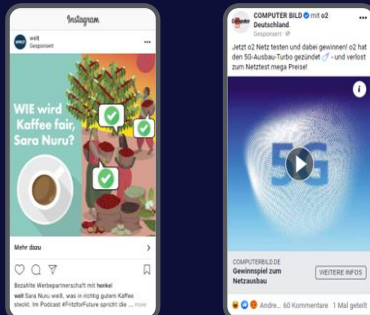 Instagram
welt
Gesponsert
WIE wird
Kaffee fair,
Sara Nuru?
Mehr dazu
Bezahlte Werbepartnerschaft mit henkel
welt Sara Nuru weiß, was in richtig gutem Kaffee
steckt. Im Podcast #FritzforFuture spricht die ... more
COMPUTER BILD mit o2
Deutschland.
Gesponsert
Jetzt o2 Netz testen und dabei gewinnen! o2 hat
den 5G-Ausbau-Turbo gezündet - und verlost
zum Netztest mega Preise!
5G
COMPUTERBILD.DE
Gewinnspiel zum
Netzausbau
WEITERE INFOS
Andre... 60 Kommentare 1 Mal geteilt